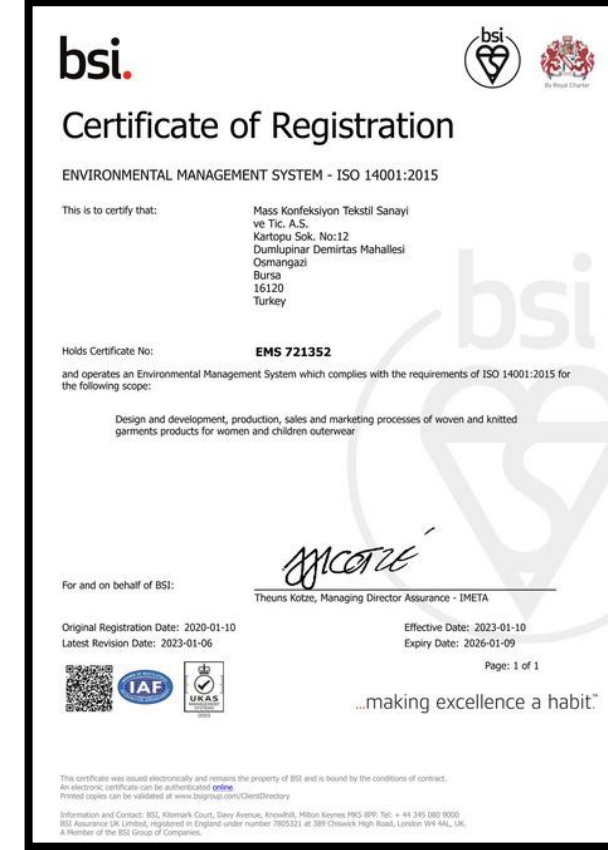 bsi.
bsi
By Royal Charter
Certificate of Registration
ENVIRONMENTAL MANAGEMENT SYSTEM - ISO 14001:2015
This is to certify that:
Mass Konfeksiyon Tekstil Sanayi
ve Tic. A.S.
Kartopu Sok. No:12
Dumlupinar Demirtas Mahallesi
Osmangazi
Bursa
16120
Turkey
bsi
Holds Certificate No:
EMS 721352
and operates an Environmental Management System which complies with the requirements of ISO 14001:2015 for
the following scope:
Design and development, production, sales and marketing processes of woven and knitted
garments products for women and children outerwear
For and on behalf of BSI:
Theuns Kotze, Managing Director Assurance - IMETA
Original Registration Date: 2020-01-10
Effective Date: 2023-01-10
Latest Revision Date: 2023-01-06
Expiry Date: 2026-01-09
Page: 1 of 1
IAF
UKAS
MANAGEMENT
SYSTEMS
...making excellence a habit.™
This certificate was issued electronically and remains the property of BSI and is bound by the conditions of contract.
An electronic certificate can be authenticated online.
Printed copies can be validated at www.bsigroup.com/ClientDirectory
Information and Contact: BSI, Kitemark Court, Davy Avenue, Knowlhill, Milton Keynes MK5 8PP. Tel: + 44 345 080 9000
BSI Assurance UK Limited, registered in England under number 7805321 at 389 Chiswick High Road, London W4 4AL, UK.
A Member of the BSI Group of Companies.